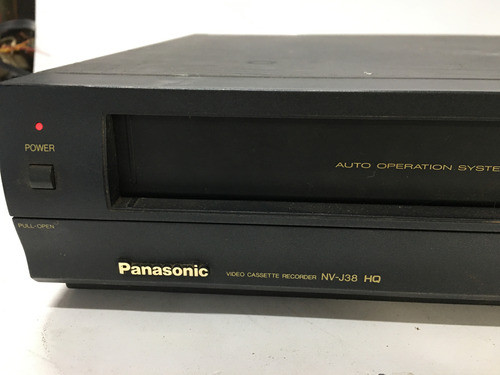 POWER
AUTO OPERATION SYSTE
PULL-OPEN
Panasonic VIDEO CASSETTE RECORDER NV-J38 HQ